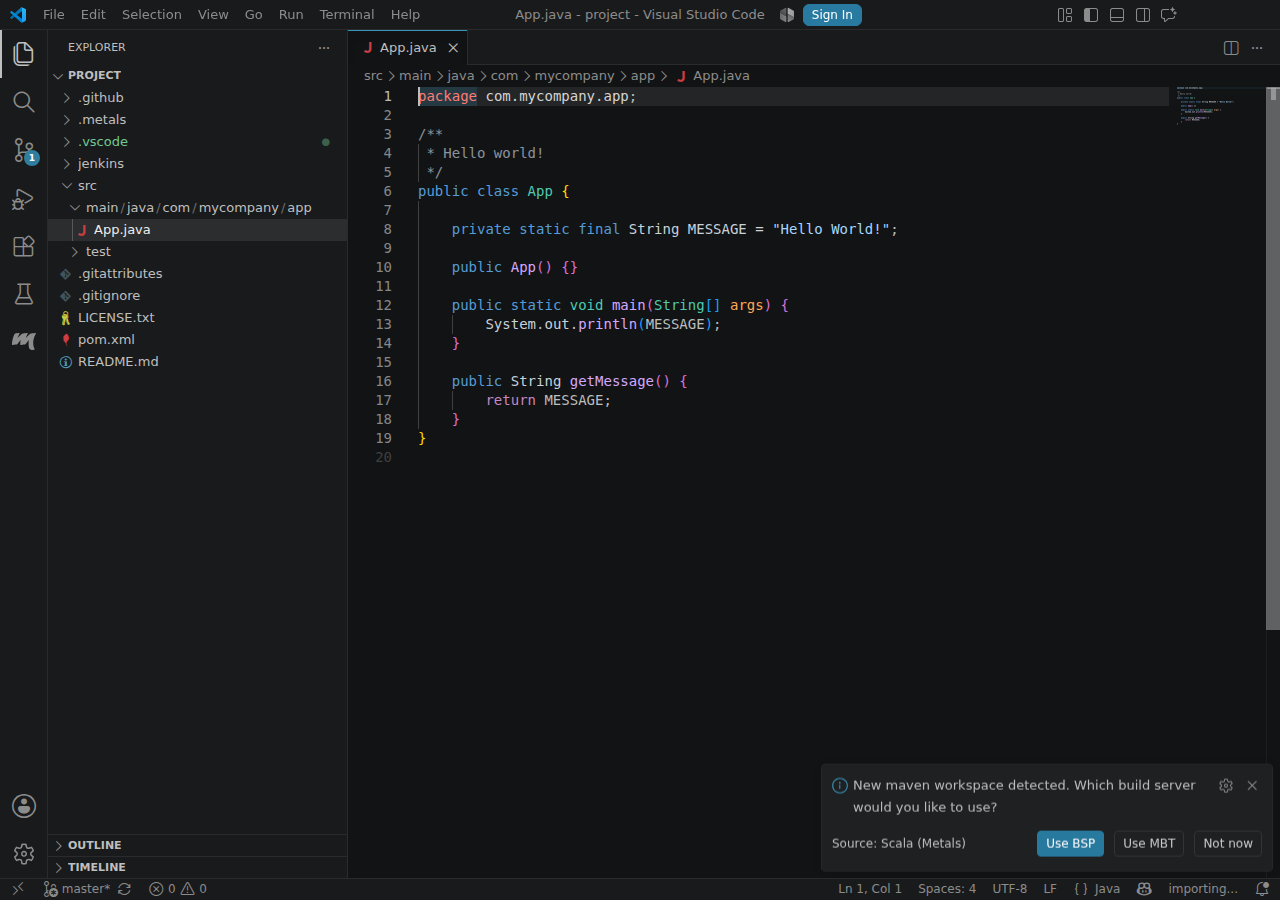 File Edit Selection View Go Run Terminal Help App.java - project - Visual Studio Code Sign In
EXPLORER
PROJECT
.github
.metals
.vscode
jenkins
src
main/java/com/mycompany/app
App.java
test
.gitattributes
.gitignore
LICENSE.txt
pom.xml
README.md
OUTLINE
TIMELINE
1
App.java
src main java com mycompany app App.java
1 package com.mycompany.app;
2
3 /**
4  * Hello world!
5  */
6 public class App {
7
8     private static final String MESSAGE = "Hello World!";
9
10     public App() {}
11
12     public static void main(String[] args) {
13         System.out.println(MESSAGE);
14     }
15
16     public String getMessage() {
17         return MESSAGE;
18     }
19 }
20
New maven workspace detected. Which build server
would you like to use?
Source: Scala (Metals) Use BSP Use MBT Not now
master* 0 0 Ln 1, Col 1 Spaces: 4 UTF-8 LF { } Java importing...